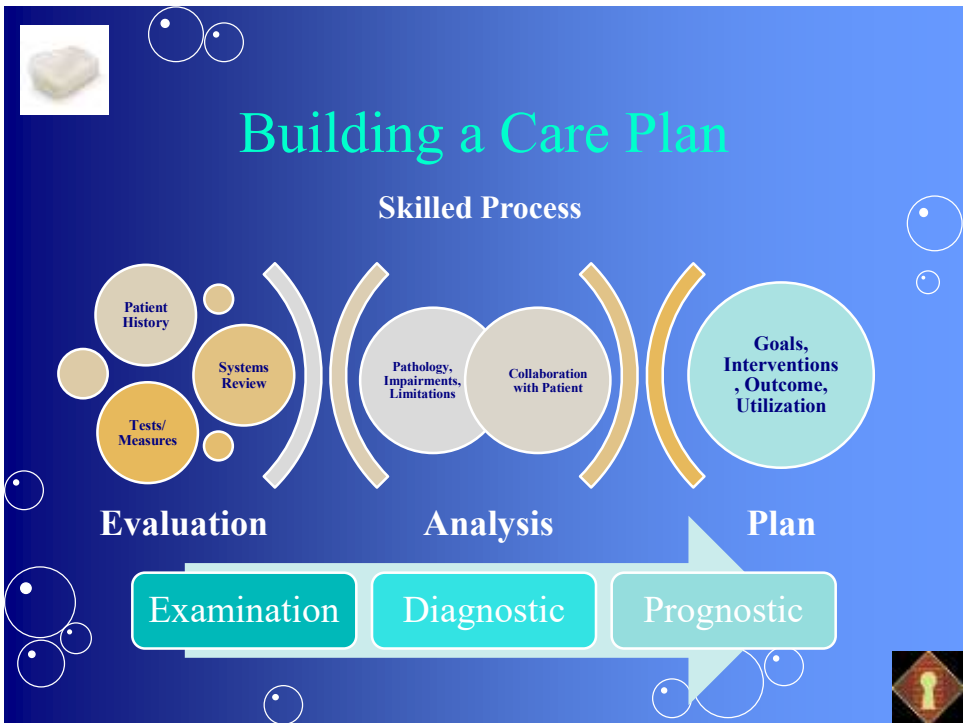 Building a Care Plan
Skilled Process
Patient
History
Systems
Review
Tests/
Measures
Pathology,
Impairments,
Limitations
Collaboration
with Patient
Goals,
Interventions
, Outcome,
Utilization
Evaluation
Analysis
Plan
Examination
Diagnostic
Prognostic